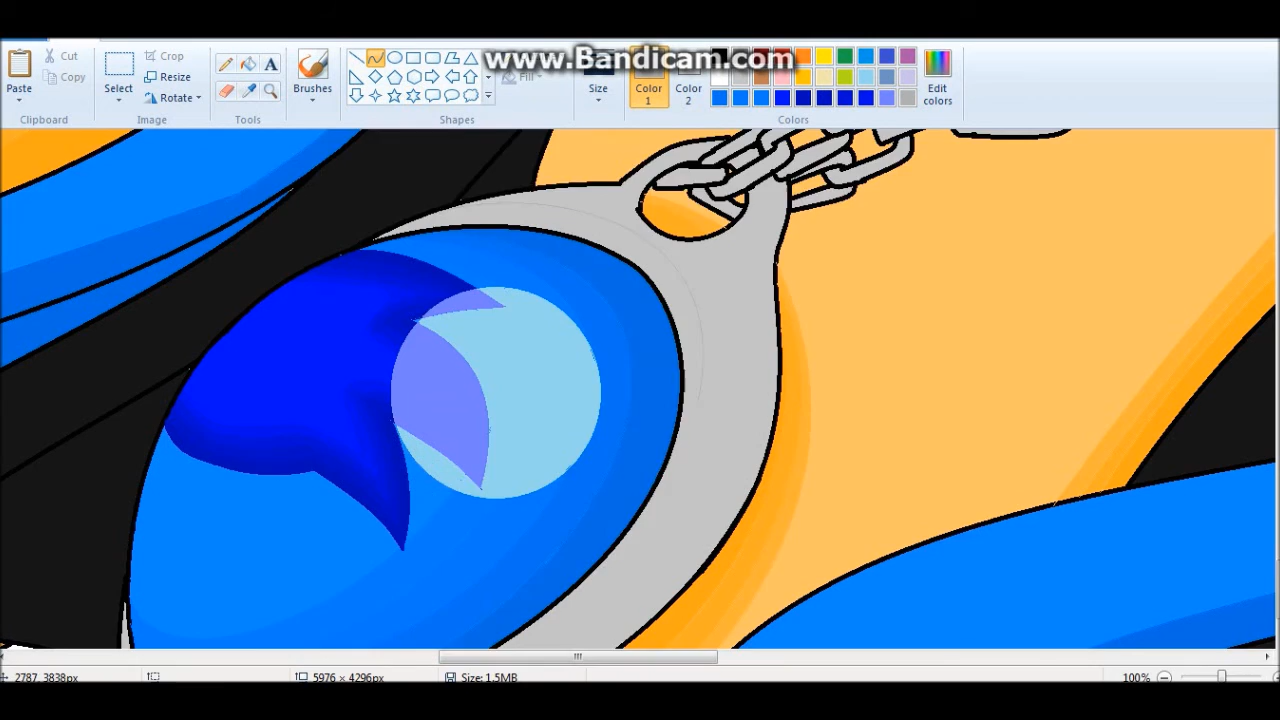 www.Bandicam.com
Cut
Copy
Paste
Clipboard
Crop
Resize
Rotate
Select
Image
A
Tools
Brushes
Shapes
Fill
Size
Color
1
Color
2
Edit
colors
Colors
2787, 3838px
5976 × 4296px
Size: 1.5MB
100%